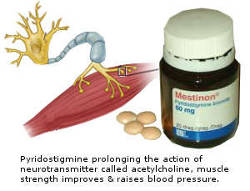 Mestinon®
Pyridostigmine bromide
60 mg
Pyridostigmine prolonging the action of
neurotransmitter called acetylcholine, muscle
strength improves & raises blood pressure.